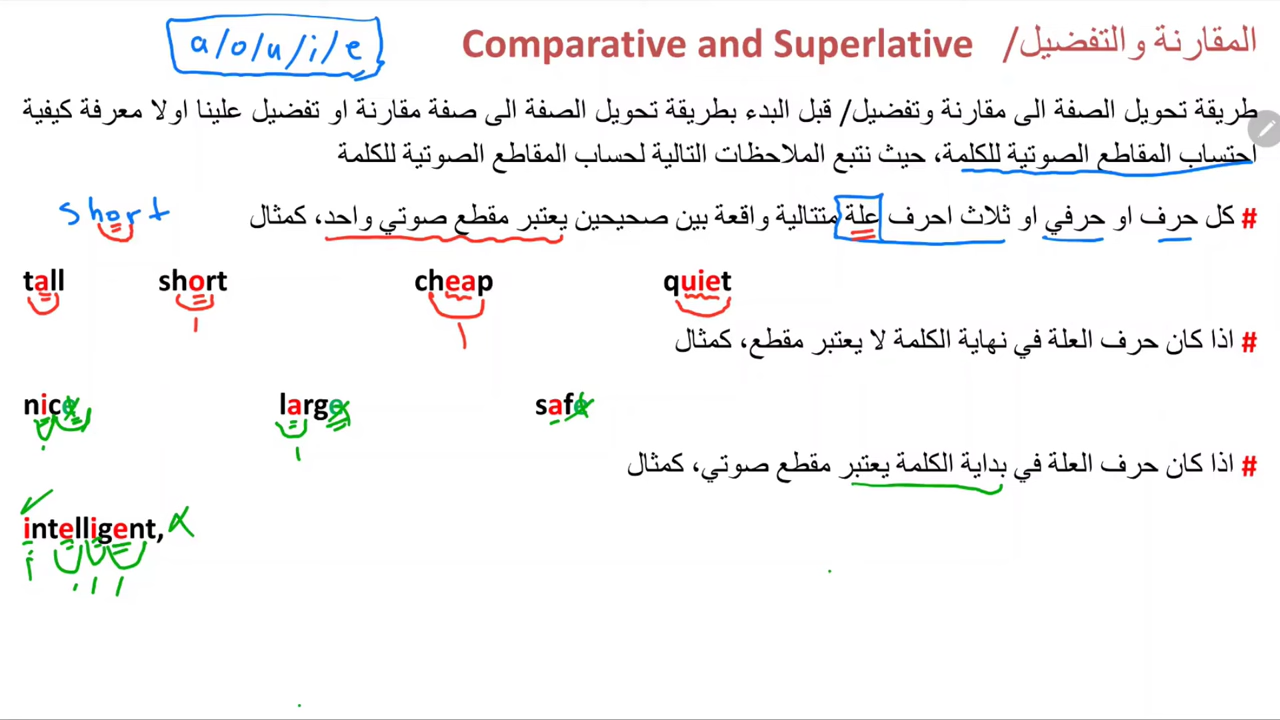 a/o/u/i/e
المقارنة والتفضيل/ Comparative and Superlative
طريقة تحويل الصفة الى مقارنة وتفضيل/ قبل البدء بطريقة تحويل الصفة الى صفة مقارنة او تفضيل علينا اولا معرفة كيفية
احتساب المقاطع الصوتية للكلمة، حيث نتبع الملاحظات التالية لحساب المقاطع الصوتية للكلمة
# كل حرف او حرفي او ثلاث احرف علة متتالية واقعة بين صحيحين يعتبر مقطع صوتي واحد، كمثال
short
tall short cheap quiet
# اذا كان حرف العلة في نهاية الكلمة لا يعتبر مقطع، كمثال
nice large safe
# اذا كان حرف العلة في بداية الكلمة يعتبر مقطع صوتي، كمثال
intelligent,